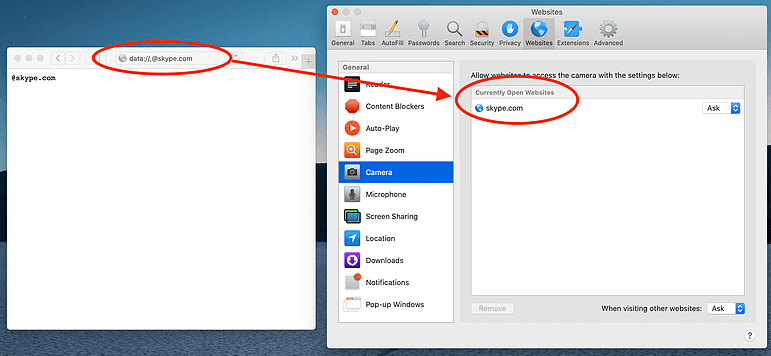 data://,@skype.com
@skype.com
Websites
General Tabs AutoFill Passwords Search Security Privacy Websites Extensions Advanced
General
Reader
Content Blockers
Auto-Play
Page Zoom
Camera
Microphone
Screen Sharing
Location
Downloads
Notifications
Pop-up Windows
Allow websites to access the camera with the settings below:
Currently Open Websites
skype.com Ask
Remove When visiting other websites: Ask
?